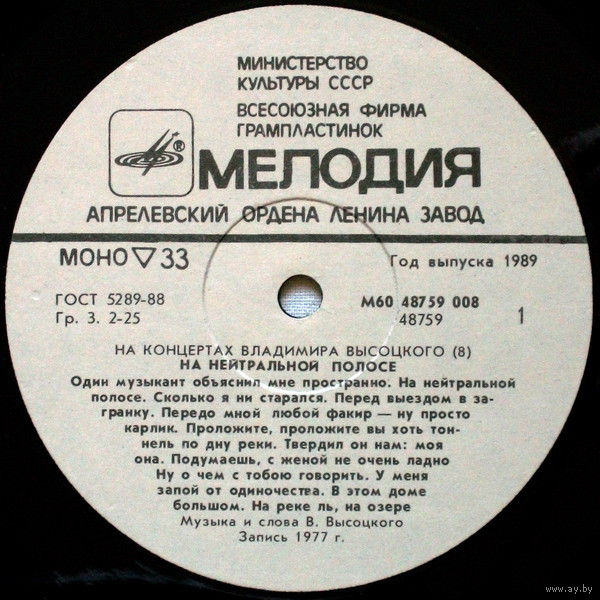 МИНИСТЕРСТВО
КУЛЬТУРЫ СССР
ВСЕСОЮЗНАЯ ФИРМА
ГРАМПЛАСТИНОК
®
МЕЛОДИЯ
АПРЕЛЕВСКИЙ ОРДЕНА ЛЕНИНА ЗАВОД
МОНО ▽ 33
Год выпуска 1989
ГОСТ 5289-88
Гр. 3. 2-25
М60 48759 008
48759
1
НА КОНЦЕРТАХ ВЛАДИМИРА ВЫСОЦКОГО (8)
НА НЕЙТРАЛЬНОЙ ПОЛОСЕ
Один музыкант объяснил мне пространно. На нейтральной
полосе. Сколько я ни старался. Перед выездом в за-
гранку. Передо мной любой факир — ну просто
карлик. Проложите, проложите вы хоть тон-
нель по дну реки. Твердил он нам: моя
она. Подумаешь, с женой не очень ладно
Ну о чем с тобою говорить. У меня
запой от одиночества. В этом доме
большом. На реке ль, на озере
Музыка и слова В. Высоцкого
Запись 1977 г.
www.ay.by